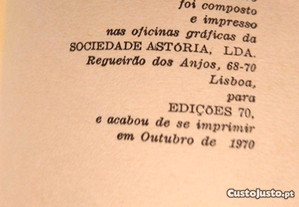 foi composto
e impresso
nas oficinas gráficas da
SOCIEDADE ASTÓRIA, LDA.
Regueirão dos Anjos, 68-70
Lisboa,
para
EDIÇÕES 70,
e acabou de se imprimir
em Outubro de 1970
CustoJusto.pt